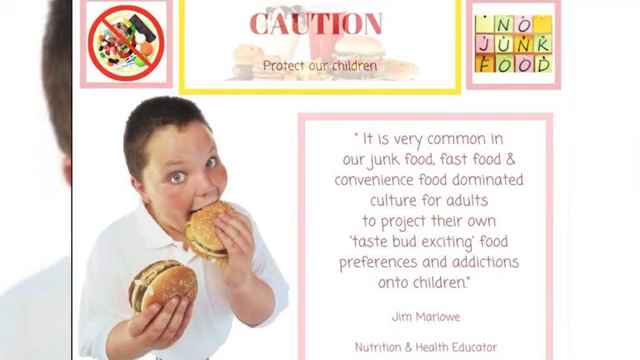 CAUTION
Protect our children
NO
JUNK
FOOD
" It is very common in
our junk food, fast food &
convenience food dominated
culture for adults
to project their own
'taste bud exciting' food
preferences and addictions
onto children."
Jim Marlowe
Nutrition & Health Educator